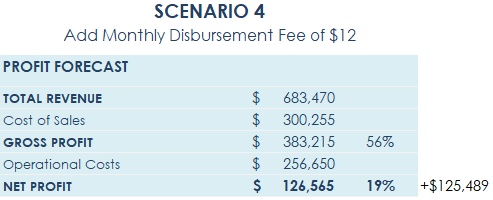 SCENARIO 4
Add Monthly Disbursement Fee of $12
PROFIT FORECAST
TOTAL REVENUE $ 683,470
Cost of Sales $ 300,255
GROSS PROFIT $ 383,215 56%
Operational Costs $ 256,650
NET PROFIT $ 126,565 19% +$125,489